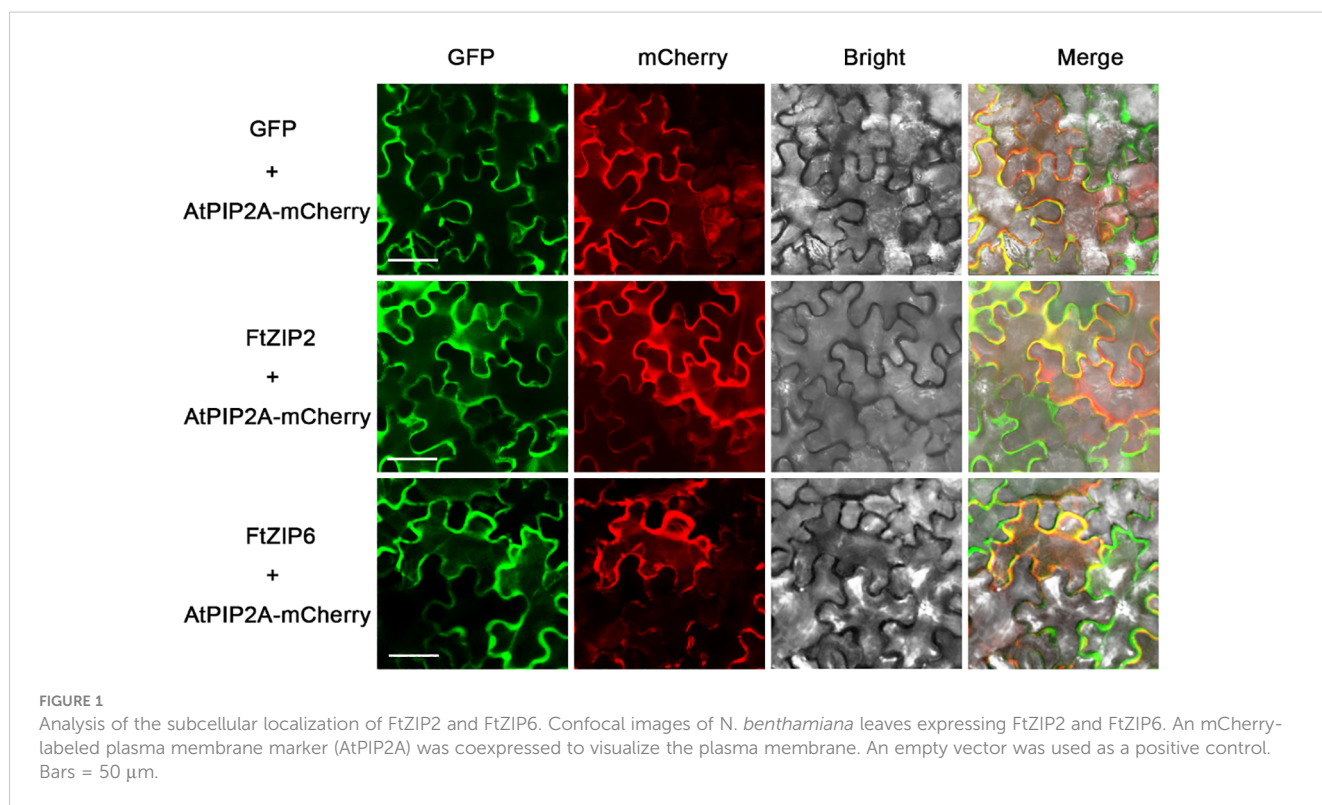 GFP mCherry Bright Merge
GFP
+
AtPIP2A-mCherry
FtZIP2
+
AtPIP2A-mCherry
FtZIP6
+
AtPIP2A-mCherry
FIGURE 1
Analysis of the subcellular localization of FtZIP2 and FtZIP6. Confocal images of N. benthamiana leaves expressing FtZIP2 and FtZIP6. An mCherry-
labeled plasma membrane marker (AtPIP2A) was coexpressed to visualize the plasma membrane. An empty vector was used as a positive control.
Bars = 50 μm.